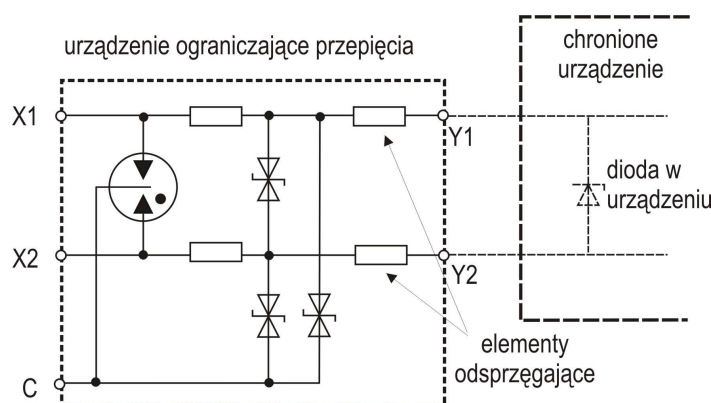 urządzenie ograniczające przepięcia
chronione
urządzenie
X1
Y1
dioda w
urządzeniu
X2
Y2
elementy
odsprzęgające
C